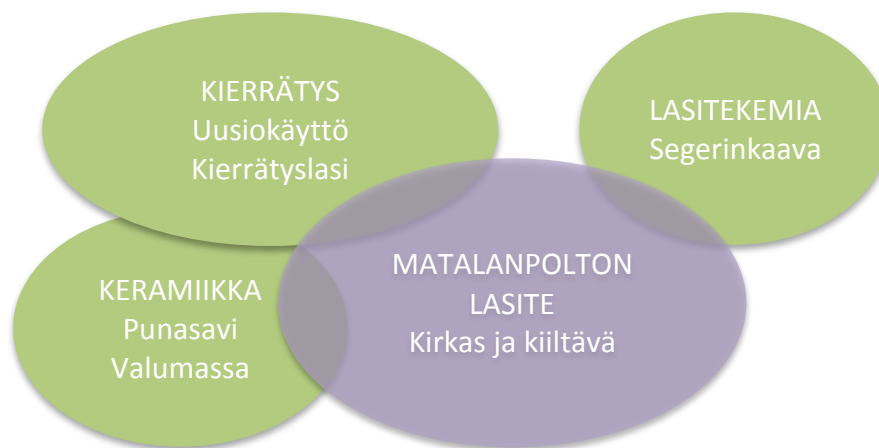 KIERRÄTYS
Uusiokäyttö
Kierrätyslasi
LASITEKEMIA
Segerinkaava
MATALANPOLTON
LASITE
Kirkas ja kiiltävä
KERAMIIKKA
Punasavi
Valumassa